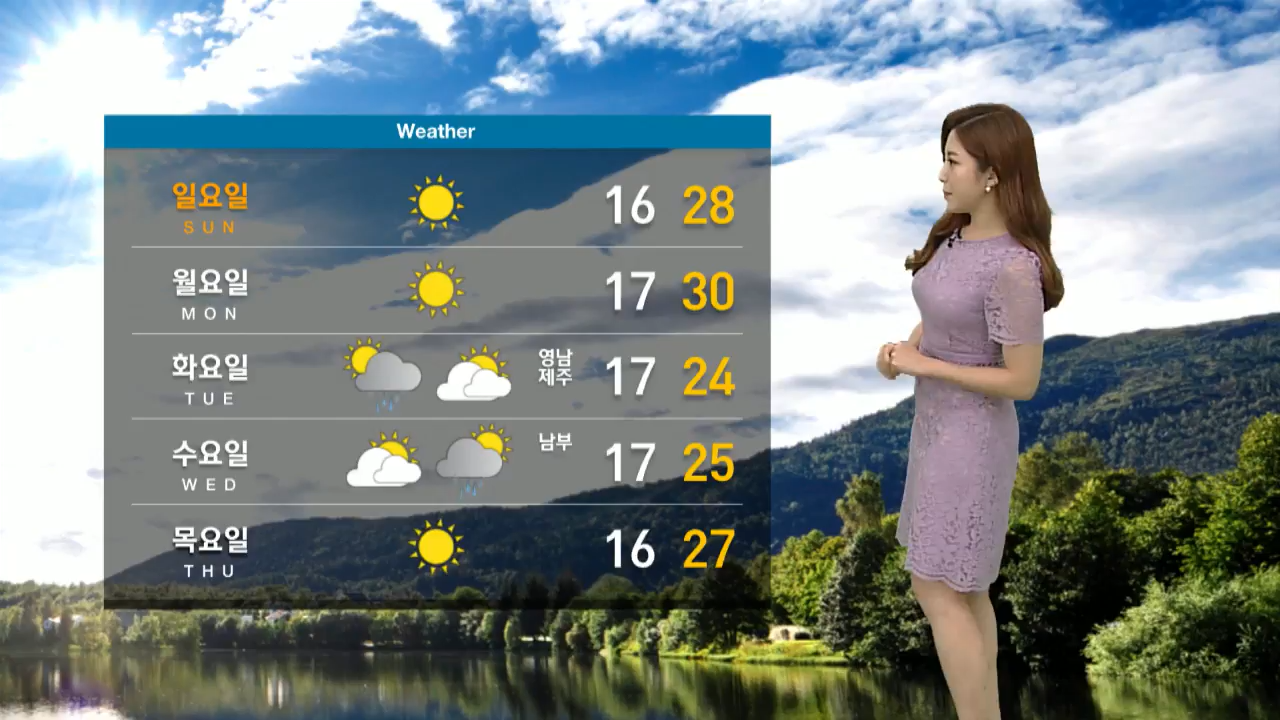 Weather
일요일
SUN
16 28
월요일
MON
17 30
화요일
TUE
영남
제주
17 24
수요일
WED
남부
17 25
목요일
THU
16 27